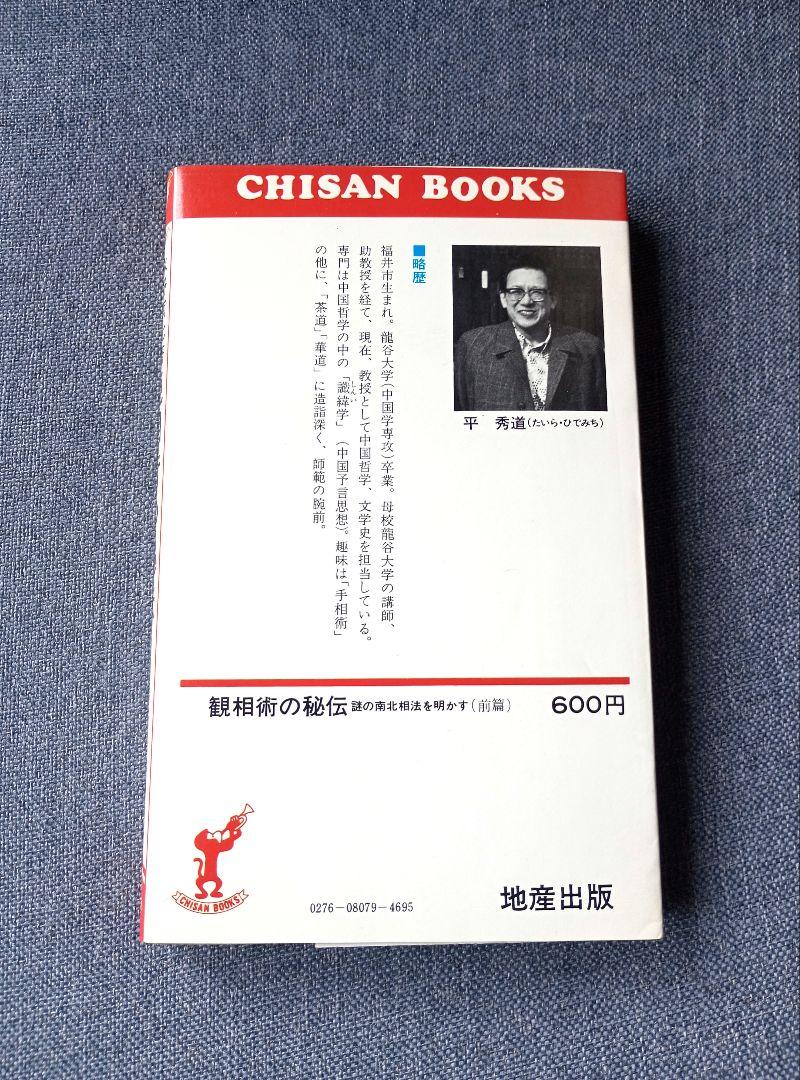 CHISAN BOOKS
平 秀道(たいら・ひでみち)
■略歴
福井市生まれ。龍谷大学(中国学専攻)卒業。母校龍谷大学の講師、
助教授を経て、現在、教授として中国哲学、文学史を担当している。
専門は中国哲学の中の「讖緯学」(中国予言思想)。趣味は「手相術」
しんい
の他に、「茶道」「華道」に造詣深く、師範の腕前。
観相術の秘伝 謎の南北相法を明かす(前篇) 600円
CHISAN BOOKS
0276-08079-4695
地産出版